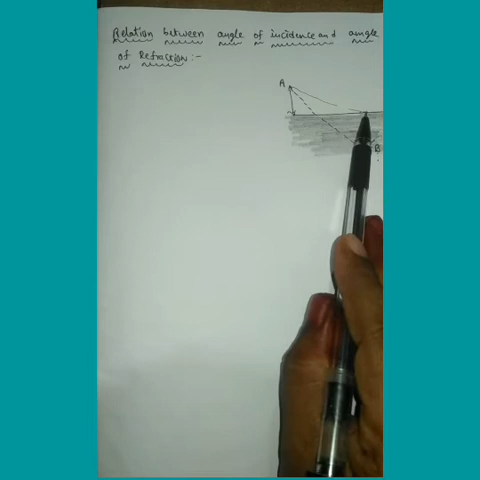 Relation between angle of incidence and angle
of Refraction :-
A
B